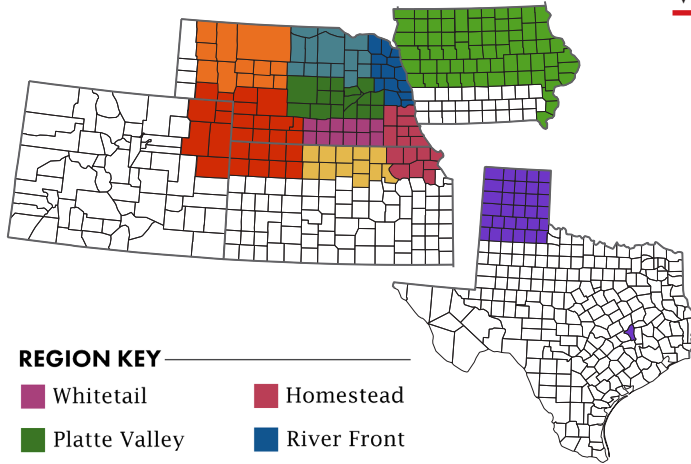 REGION KEY
Whitetail
Homestead
Platte Valley
River Front